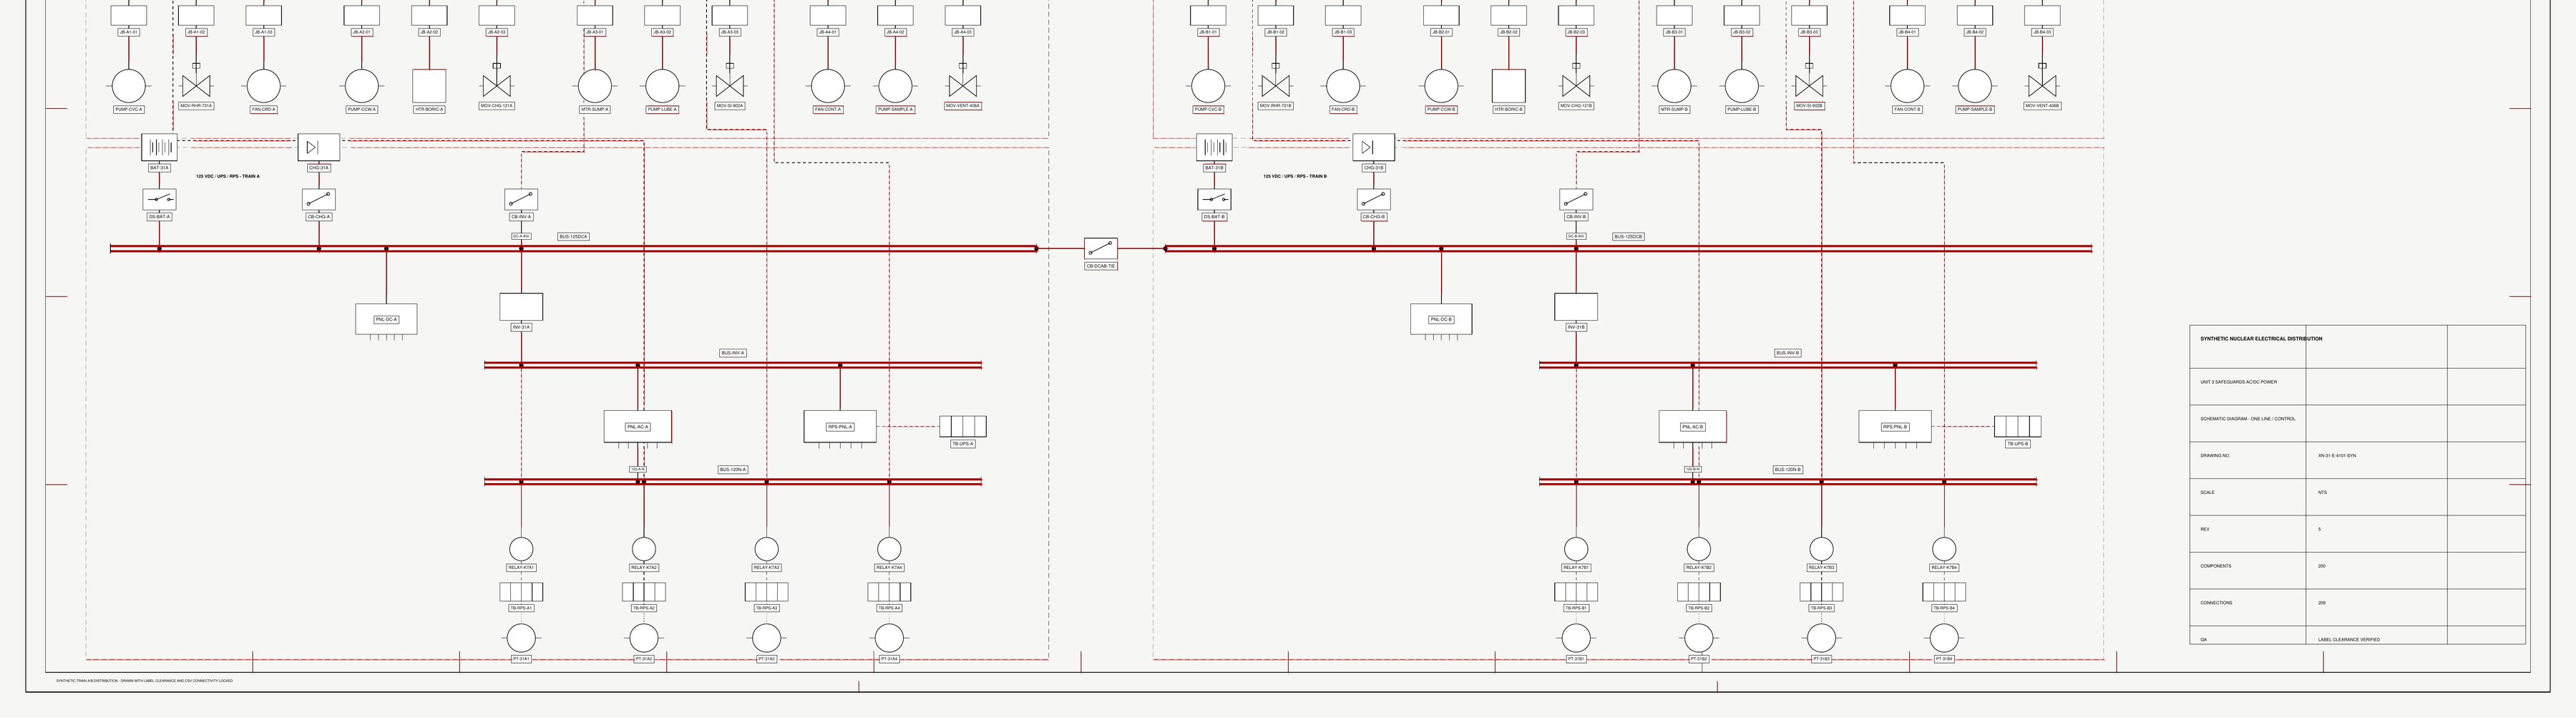 JB-A1-01 JB-A1-02 JB-A1-03 JB-A2-01 JB-A2-02 JB-A2-03 JB-A3-01 JB-A3-02 JB-A3-03 JB-A4-01 JB-A4-02 JB-A4-03 JB-B1-01 JB-B1-02 JB-B1-03 JB-B2-01 JB-B2-02 JB-B2-03 JB-B3-01 JB-B3-02 JB-B3-03 JB-B4-01 JB-B4-02 JB-B4-03
PUMP-CVC-A MOV-RHR-731A FAN-CRD-A PUMP-CCW-A HTR-BORIC-A MOV-CHG-121A MTR-SUMP-A PUMP-LUBE-A MOV-SI-902A FAN-CONT-A PUMP-SAMPLE-A MOV-VENT-406A PUMP-CVC-B MOV-RHR-731B FAN-CRD-B PUMP-CCW-B HTR-BORIC-B MOV-CHG-121B MTR-SUMP-B PUMP-LUBE-B MOV-SI-902B FAN-CONT-B PUMP-SAMPLE-B MOV-VENT-406B
BAT-31A CHG-31A BAT-31B CHG-31B
125 VDC / UPS / RPS - TRAIN A 125 VDC / UPS / RPS - TRAIN B
DS-BAT-A CB-CHG-A CB-INV-A DS-BAT-B CB-CHG-B CB-INV-B
DC-A-INV BUS-125DCA DC-B-INV BUS-125DCB
CB-DCAB-TIE
PNL-DC-A INV-31A PNL-DC-B INV-31B
BUS-INV-A BUS-INV-B
PNL-AC-A RPS-PNL-A PNL-AC-B RPS-PNL-B
TB-UPS-A TB-UPS-B
120-A-N BUS-120N-A 120-B-N BUS-120N-B
RELAY-K7A1 RELAY-K7A2 RELAY-K7A3 RELAY-K7A4 RELAY-K7B1 RELAY-K7B2 RELAY-K7B3 RELAY-K7B4
TB-RPS-A1 TB-RPS-A2 TB-RPS-A3 TB-RPS-A4 TB-RPS-B1 TB-RPS-B2 TB-RPS-B3 TB-RPS-B4
PT-31A1 PT-31A2 PT-31A3 PT-31A4 PT-31B1 PT-31B2 PT-31B3 PT-31B4
SYNTHETIC NUCLEAR ELECTRICAL DISTRIBUTION
UNIT 3 SAFEGUARDS AC/DC POWER
SCHEMATIC DIAGRAM - ONE LINE / CONTROL
DRAWING NO. XN-31-E-4101-SYN
SCALE NTS
REV 5
COMPONENTS 200
CONNECTIONS 209
QA LABEL CLEARANCE VERIFIED
SYNTHETIC TRAIN A/B DISTRIBUTION - DRAWN WITH LABEL CLEARANCE AND CSV CONNECTIVITY LOCKED